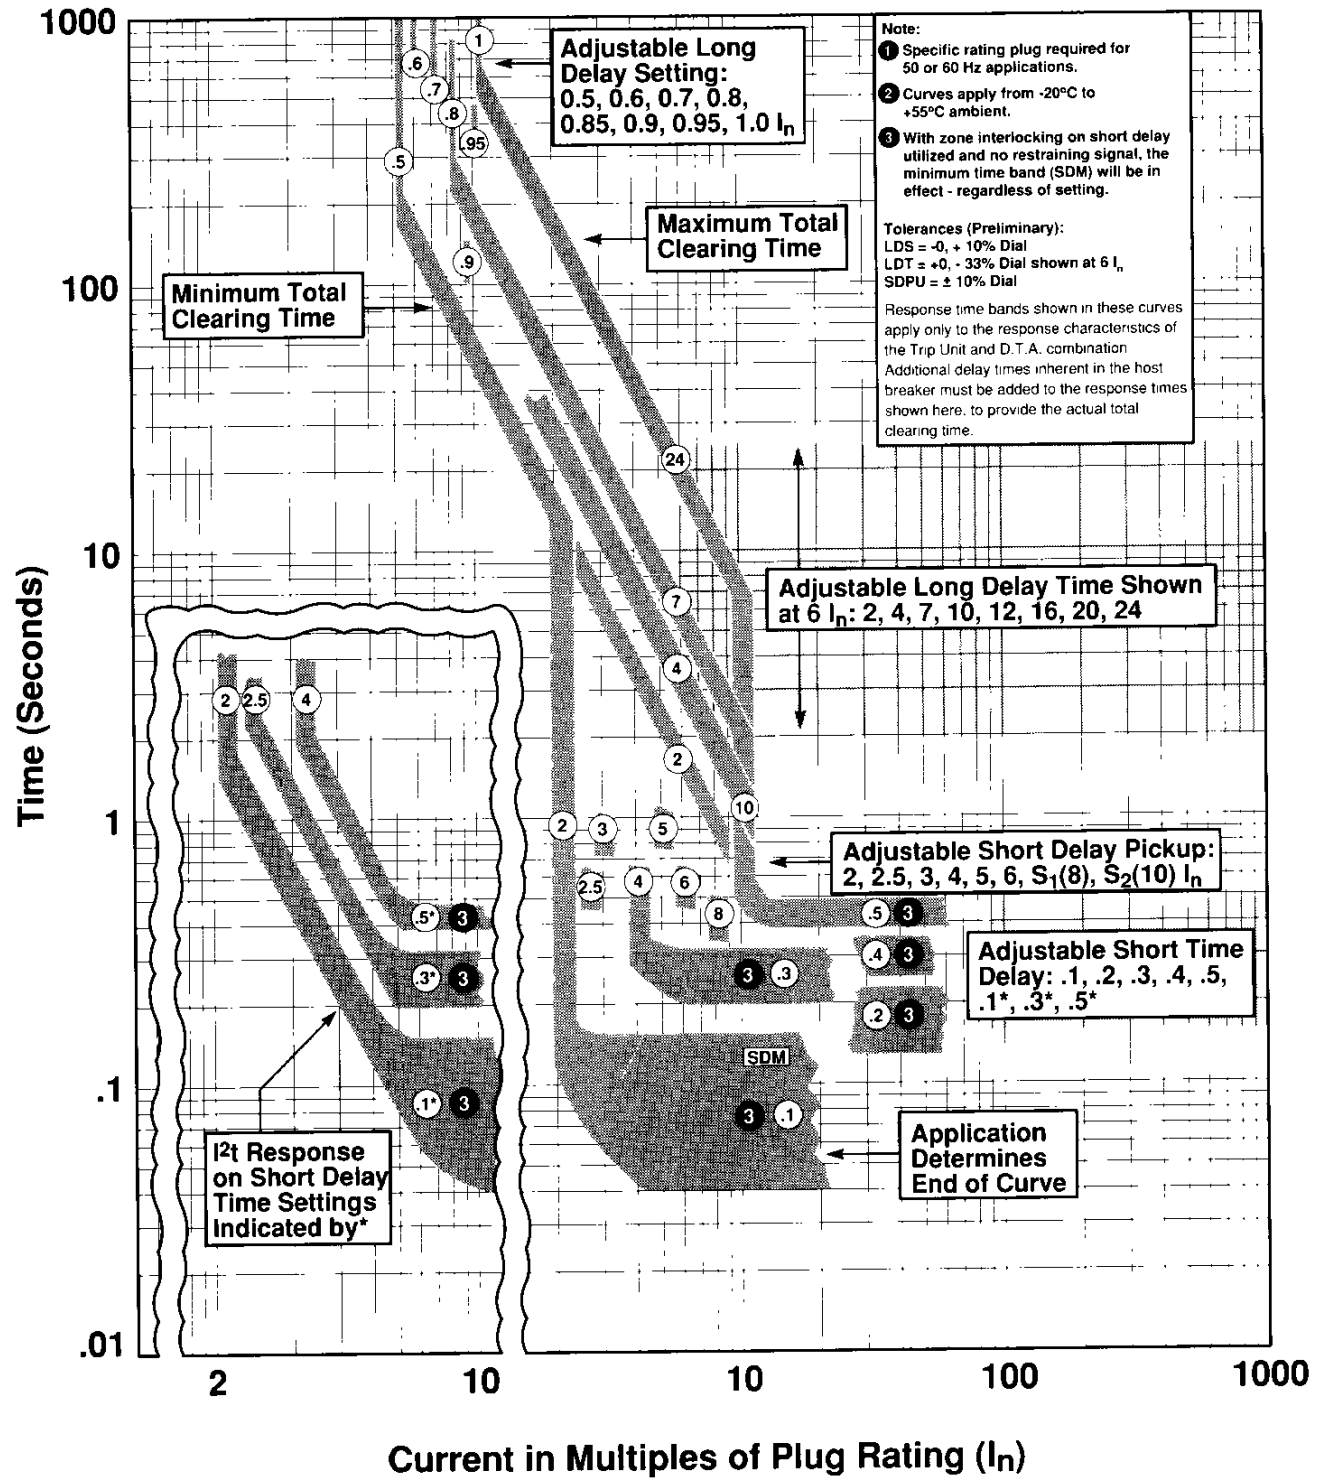 1000
100
10
1
.1
.01
Time (Seconds)
2
10
10
100
1000
Current in Multiples of Plug Rating (In)
Adjustable Long
Delay Setting:
0.5, 0.6, 0.7, 0.8,
0.85, 0.9, 0.95, 1.0 In
1
.6
.7
.8
.95
.5
.9
Note:
1 Specific rating plug required for
50 or 60 Hz applications.
2 Curves apply from -20°C to
+55°C ambient.
3 With zone interlocking on short delay
utilized and no restraining signal, the
minimum time band (SDM) will be in
effect - regardless of setting.
Tolerances (Preliminary):
LDS = -0, + 10% Dial
LDT = +0, - 33% Dial shown at 6 In
SDPU = ± 10% Dial
Response time bands shown in these curves
apply only to the response characteristics of
the Trip Unit and D.T.A. combination
Additional delay times inherent in the host
breaker must be added to the response times
shown here. to provide the actual total
clearing time.
Maximum Total
Clearing Time
Minimum Total
Clearing Time
24
7
4
2
10
Adjustable Long Delay Time Shown
at 6 In: 2, 4, 7, 10, 12, 16, 20, 24
2 2.5 4
2 3 5
2.5 4 6 8
Adjustable Short Delay Pickup:
2, 2.5, 3, 4, 5, 6, S1(8), S2(10) In
.5* 3
.3* 3
.1* 3
.5 3
.4 3
.2 3
3 .3
SDM
3 .1
Adjustable Short Time
Delay: .1, .2, .3, .4, .5,
.1*, .3*, .5*
Application
Determines
End of Curve
I2t Response
on Short Delay
Time Settings
Indicated by*